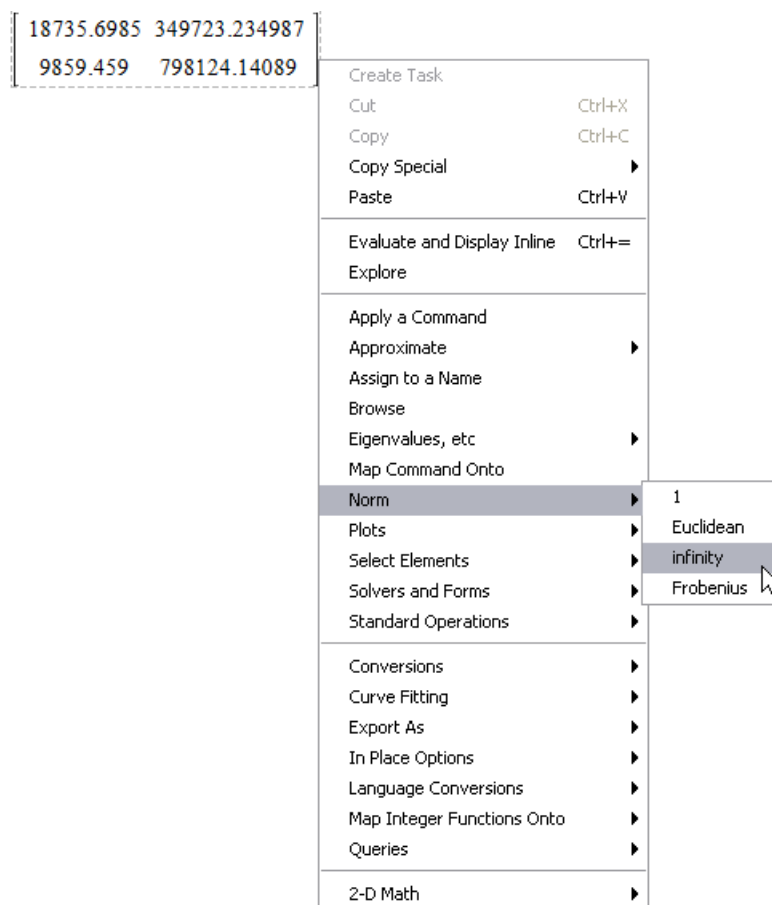 18735.6985 349723.234987
9859.459 798124.14089
Create Task
Cut Ctrl+X
Copy Ctrl+C
Copy Special
Paste Ctrl+V
Evaluate and Display Inline Ctrl+=
Explore
Apply a Command
Approximate
Assign to a Name
Browse
Eigenvalues, etc
Map Command Onto
Norm
1
Plots
Euclidean
Select Elements
infinity
Solvers and Forms
Frobenius
Standard Operations
Conversions
Curve Fitting
Export As
In Place Options
Language Conversions
Map Integer Functions Onto
Queries
2-D Math